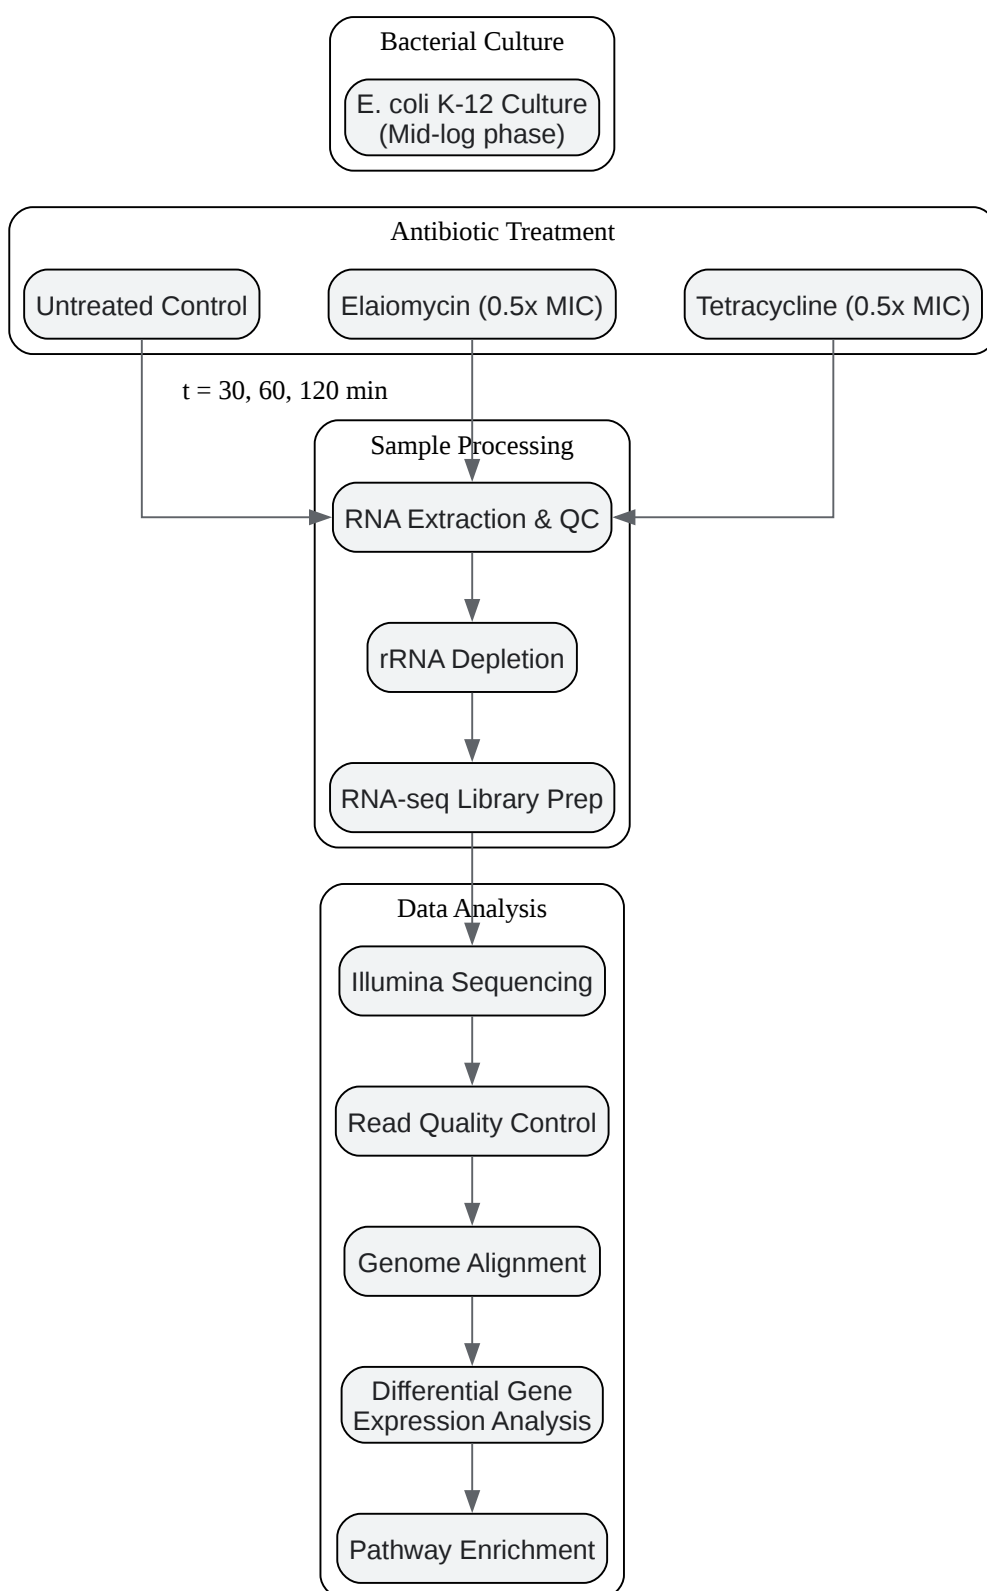 Bacterial Culture
E. coli K-12 Culture
(Mid-log phase)
Antibiotic Treatment
Untreated Control
Elaiomycin (0.5x MIC)
Tetracycline (0.5x MIC)
t = 30, 60, 120 min
Sample Processing
RNA Extraction & QC
rRNA Depletion
RNA-seq Library Prep
Data Analysis
Illumina Sequencing
Read Quality Control
Genome Alignment
Differential Gene
Expression Analysis
Pathway Enrichment